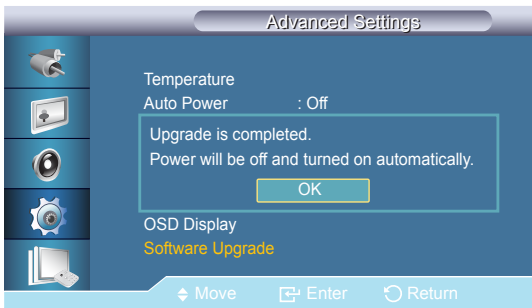 Advanced Settings
Temperature
Auto Power : Off
Upgrade is completed.
Power will be off and turned on automatically.
OK
OSD Display
Software Upgrade
Move Enter Return